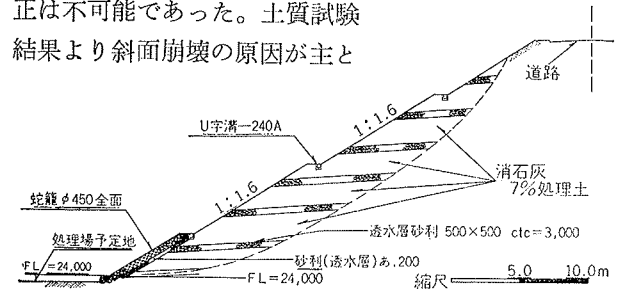 正は不可能であった。土質試験
結果より斜面崩壊の原因が主と
道路
U字溝―240A
1:1.6
1:1.6
消石灰
7%処理土
蛇籠φ450全面
処理場予定地
透水層砂利 500×500 ctc=3,000
FL=24,000
砂利(透水層)あ.200
FL=24,000
縮尺
5.0 10.0m